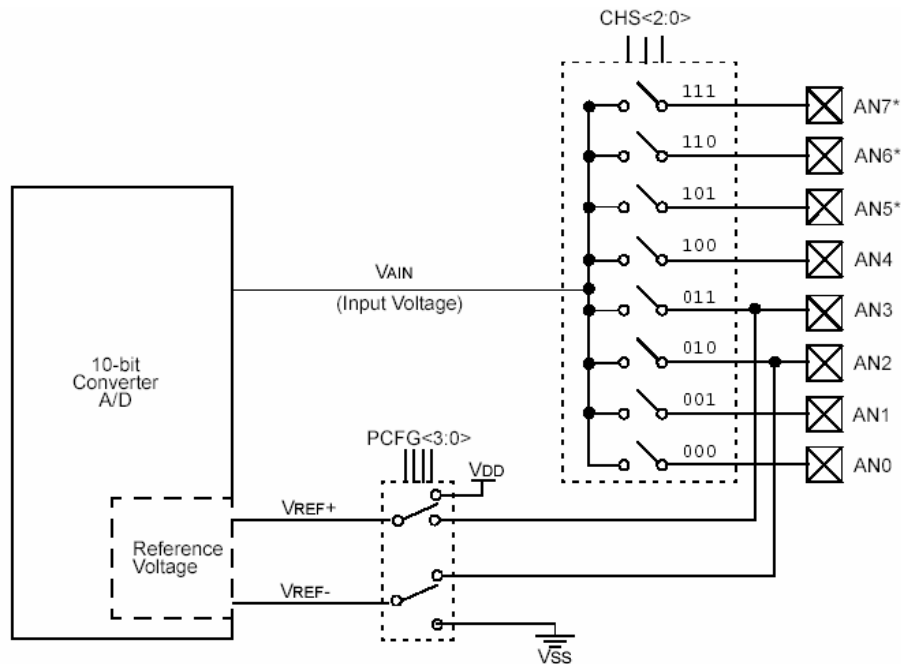 CHS<2:0>
111 AN7*
110 AN6*
101 AN5*
100 AN4
VAIN
(Input Voltage)
011 AN3
010 AN2
10-bit
Converter
A/D
001 AN1
PCFG<3:0>
000 AN0
VDD
VREF+
Reference
Voltage
VREF-
VSS